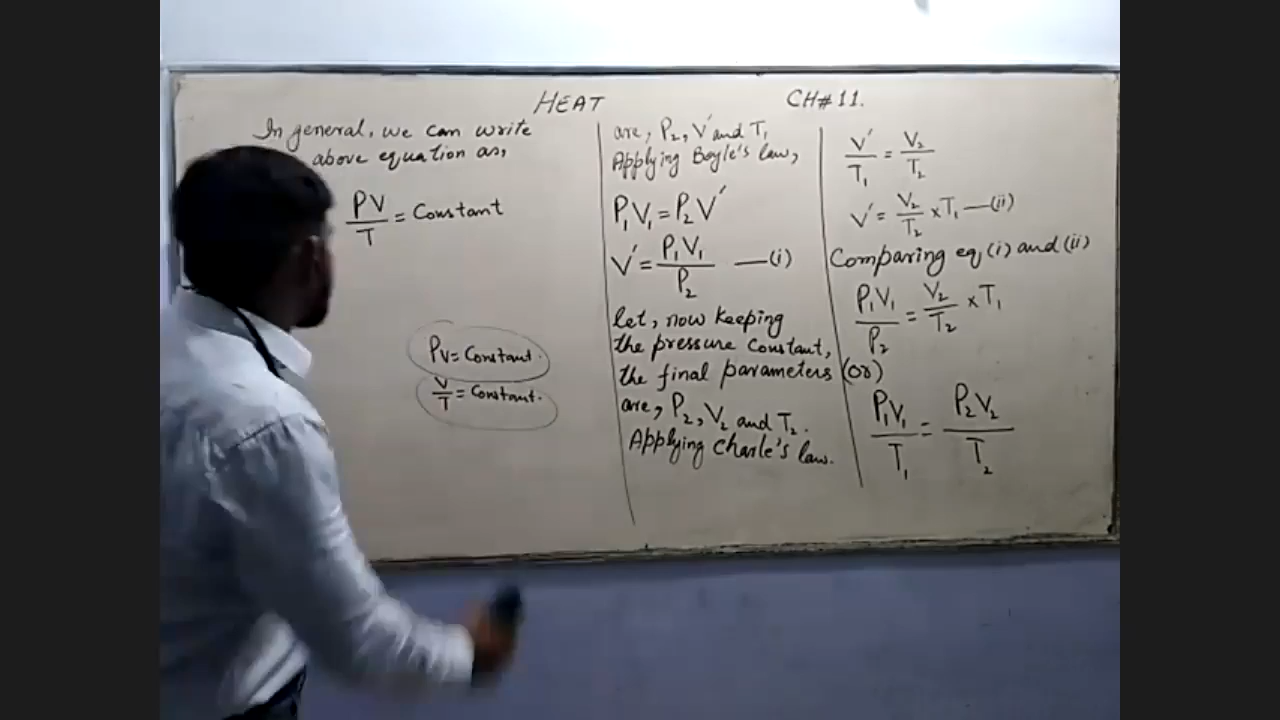 HEAT
CH# 11.
In general, we can write
above equation as,
PV/T = Constant
PV = Constant.
V/T = Constant.
are, P₂, V′ and T₁
Applying Boyle's law,
P₁V₁ = P₂V′
V′ = P₁V₁/P₂ —(i)
let, now keeping
the pressure constant,
the final parameters
are, P₂, V₂ and T₂.
Applying Charle's law.
V′/T₁ = V₂/T₂
V′ = V₂/T₂ × T₁ —(ii)
Comparing eq (i) and (ii)
P₁V₁/P₂ = V₂/T₂ × T₁
(or)
P₁V₁/T₁ = P₂V₂/T₂